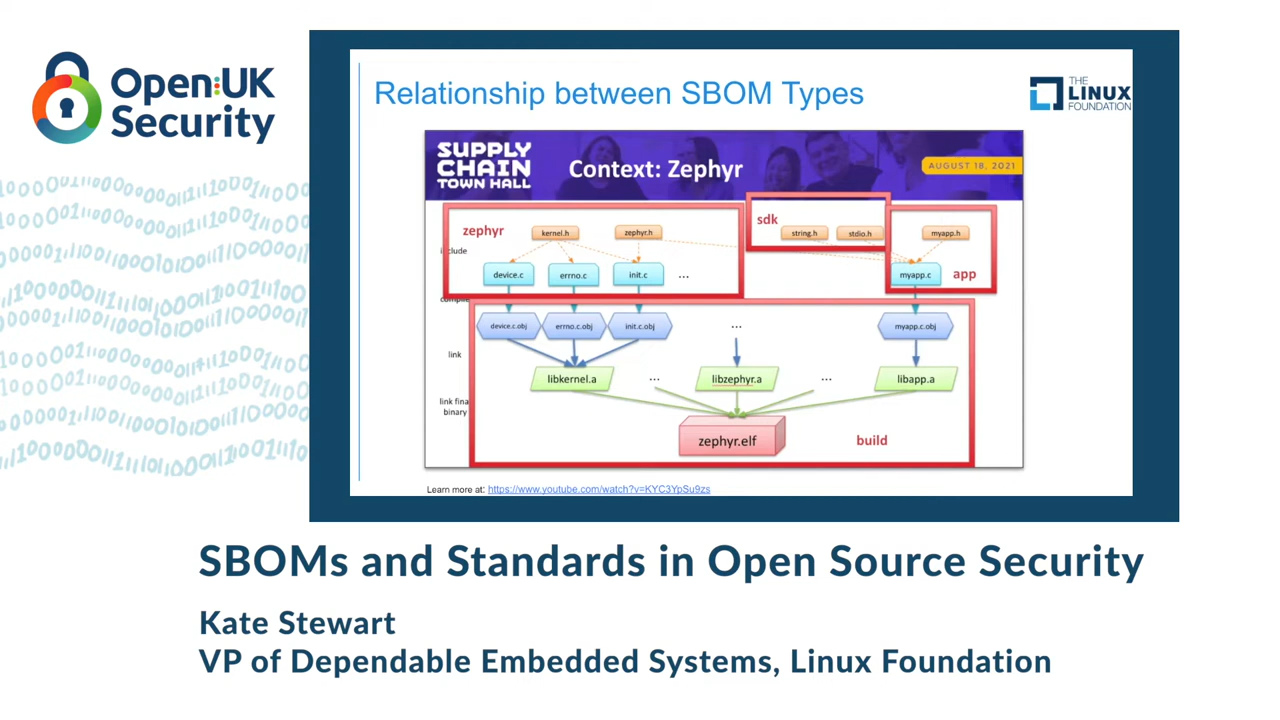 Open:UK
Security
Relationship between SBOM Types
THE
LINUX
FOUNDATION
SUPPLY
CHAIN
TOWN HALL
Context: Zephyr
AUGUST 18, 2021
zephyr
kernel.h
zephyr.h
sdk
string.h
stdio.h
myapp.h
include
device.c
errno.c
init.c
...
myapp.c
app
compile
device.c.obj
errno.c.obj
init.c.obj
...
myapp.c.obj
link
libkernel.a
...
libzephyr.a
...
libapp.a
link fina
binary
zephyr.elf
build
Learn more at: https://www.youtube.com/watch?v=KYC3YpSu9zs
SBOMs and Standards in Open Source Security
Kate Stewart
VP of Dependable Embedded Systems, Linux Foundation